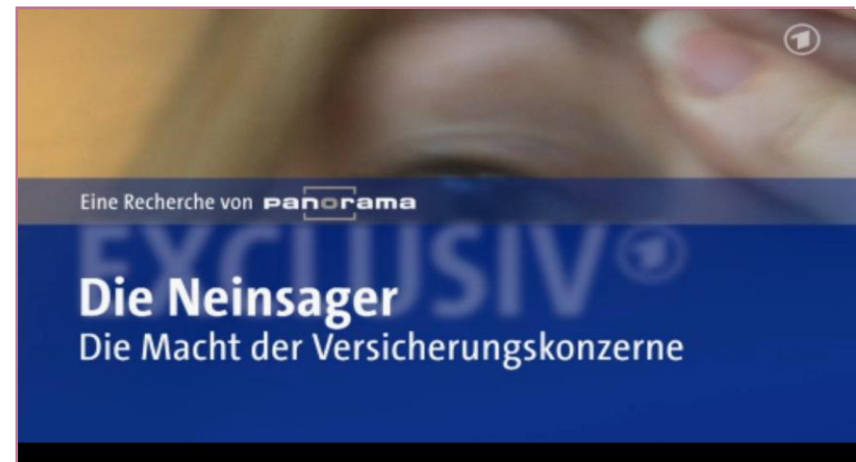 Eine Recherche von panorama
EXCLUSIV
Die Neinsager
Die Macht der Versicherungskonzerne